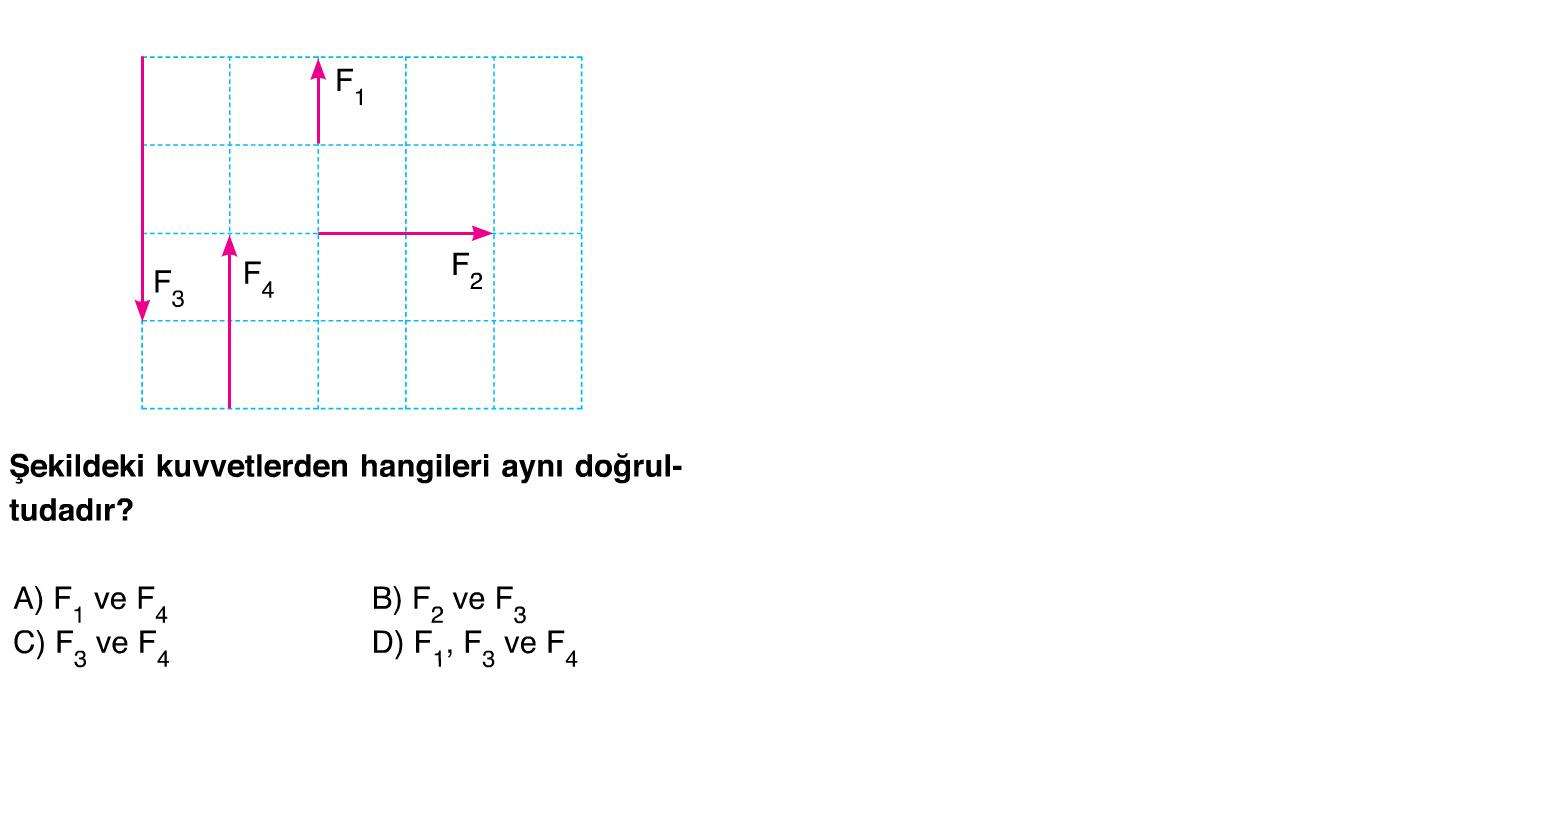 F1
F3
F4
F2
Şekildeki kuvvetlerden hangileri aynı doğrul-
tudadır?
A) F1 ve F4
B) F2 ve F3
C) F3 ve F4
D) F1, F3 ve F4